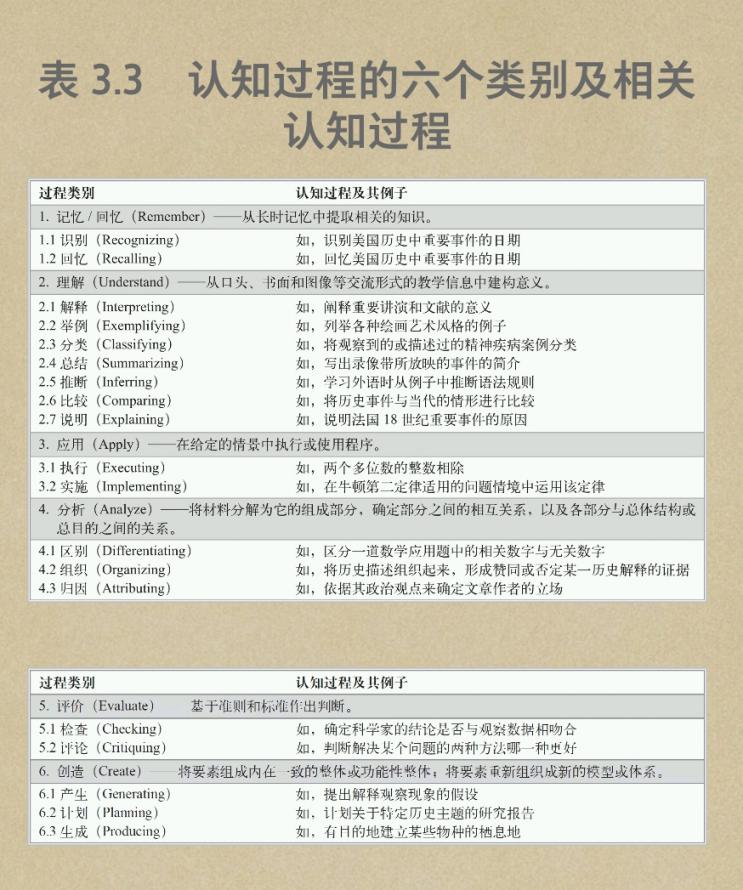 表 3.3 认知过程的六个类别及相关
认知过程
过程类别 认知过程及其例子
1. 记忆 / 回忆（Remember）——从长时记忆中提取相关的知识。
1.1 识别（Recognizing） 如，识别美国历史中重要事件的日期
1.2 回忆（Recalling） 如，回忆美国历史中重要事件的日期
2. 理解（Understand）——从口头、书面和图像等交流形式的教学信息中建构意义。
2.1 解释（Interpreting） 如，阐释重要讲演和文献的意义
2.2 举例（Exemplifying） 如，列举各种绘画艺术风格的例子
2.3 分类（Classifying） 如，将观察到的或描述过的精神疾病案例分类
2.4 总结（Summarizing） 如，写出录像带所放映的事件的简介
2.5 推断（Inferring） 如，学习外语时从例子中推断语法规则
2.6 比较（Comparing） 如，将历史事件与当代的情形进行比较
2.7 说明（Explaining） 如，说明法国 18 世纪重要事件的原因
3. 应用（Apply）——在给定的情景中执行或使用程序。
3.1 执行（Executing） 如，两个多位数的整数相除
3.2 实施（Implementing） 如，在牛顿第二定律适用的问题情境中运用该定律
4. 分析（Analyze）——将材料分解为它的组成部分，确定部分之间的相互关系，以及各部分与总体结构或
总目的之间的关系。
4.1 区别（Differentiating） 如，区分一道数学应用题中的相关数字与无关数字
4.2 组织（Organizing） 如，将历史描述组织起来，形成赞同或否定某一历史解释的证据
4.3 归因（Attributing） 如，依据其政治观点来确定文章作者的立场
过程类别 认知过程及其例子
5. 评价（Evaluate）——基于准则和标准作出判断。
5.1 检查（Checking） 如，确定科学家的结论是否与观察数据相吻合
5.2 评论（Critiquing） 如，判断解决某个问题的两种方法哪一种更好
6. 创造（Create）——将要素组成内在一致的整体或功能性整体；将要素重新组织成新的模型或体系。
6.1 产生（Generating） 如，提出解释观察现象的假设
6.2 计划（Planning） 如，计划关于特定历史主题的研究报告
6.3 生成（Producing） 如，有目的地建立某些物种的栖息地